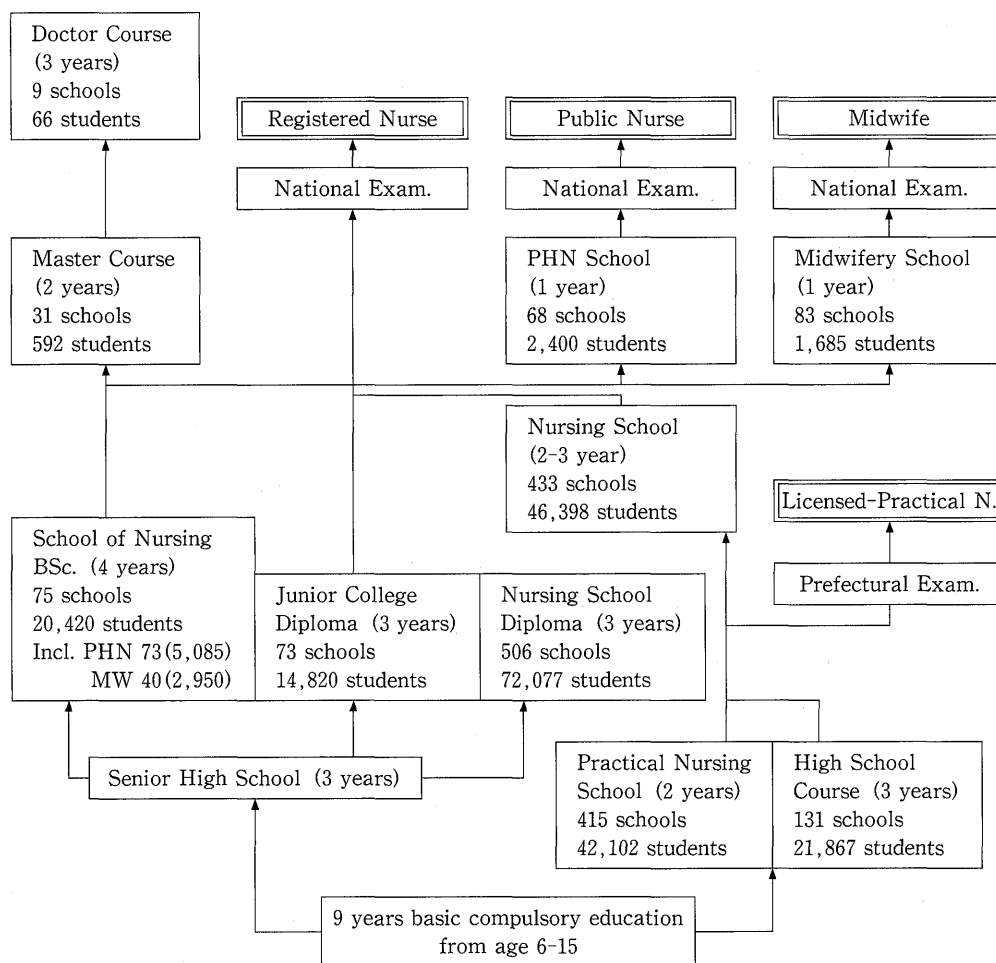 Doctor Course
(3 years)
9 schools
66 students
Registered Nurse
Public Nurse
Midwife
National Exam.
National Exam.
National Exam.
Master Course
(2 years)
31 schools
592 students
PHN School
(1 year)
68 schools
2,400 students
Midwifery School
(1 year)
83 schools
1,685 students
Nursing School
(2-3 year)
433 schools
46,398 students
Licensed-Practical N.
Prefectural Exam.
School of Nursing
BSc. (4 years)
75 schools
20,420 students
Incl. PHN 73(5,085)
MW 40(2,950)
Junior College
Diploma (3 years)
73 schools
14,820 students
Nursing School
Diploma (3 years)
506 schools
72,077 students
Senior High School (3 years)
Practical Nursing
School (2 years)
415 schools
42,102 students
High School
Course (3 years)
131 schools
21,867 students
9 years basic compulsory education
from age 6-15